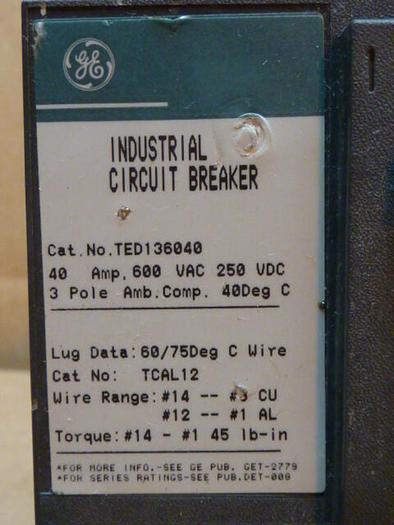 GE
INDUSTRIAL
CIRCUIT BREAKER
Cat.No.TED136040
40 Amp,600 VAC 250 VDC
3 Pole Amb.Comp. 40Deg C
Lug Data:60/75Deg C Wire
Cat No: TCAL12
Wire Range:#14 -- CU
#12 -- #1 AL
Torque:#14 - #1 45 lb-in
*FOR MORE INFO.-SEE GE PUB. GET-2779
*FOR SERIES RATINGS-SEE PUB.DET-008